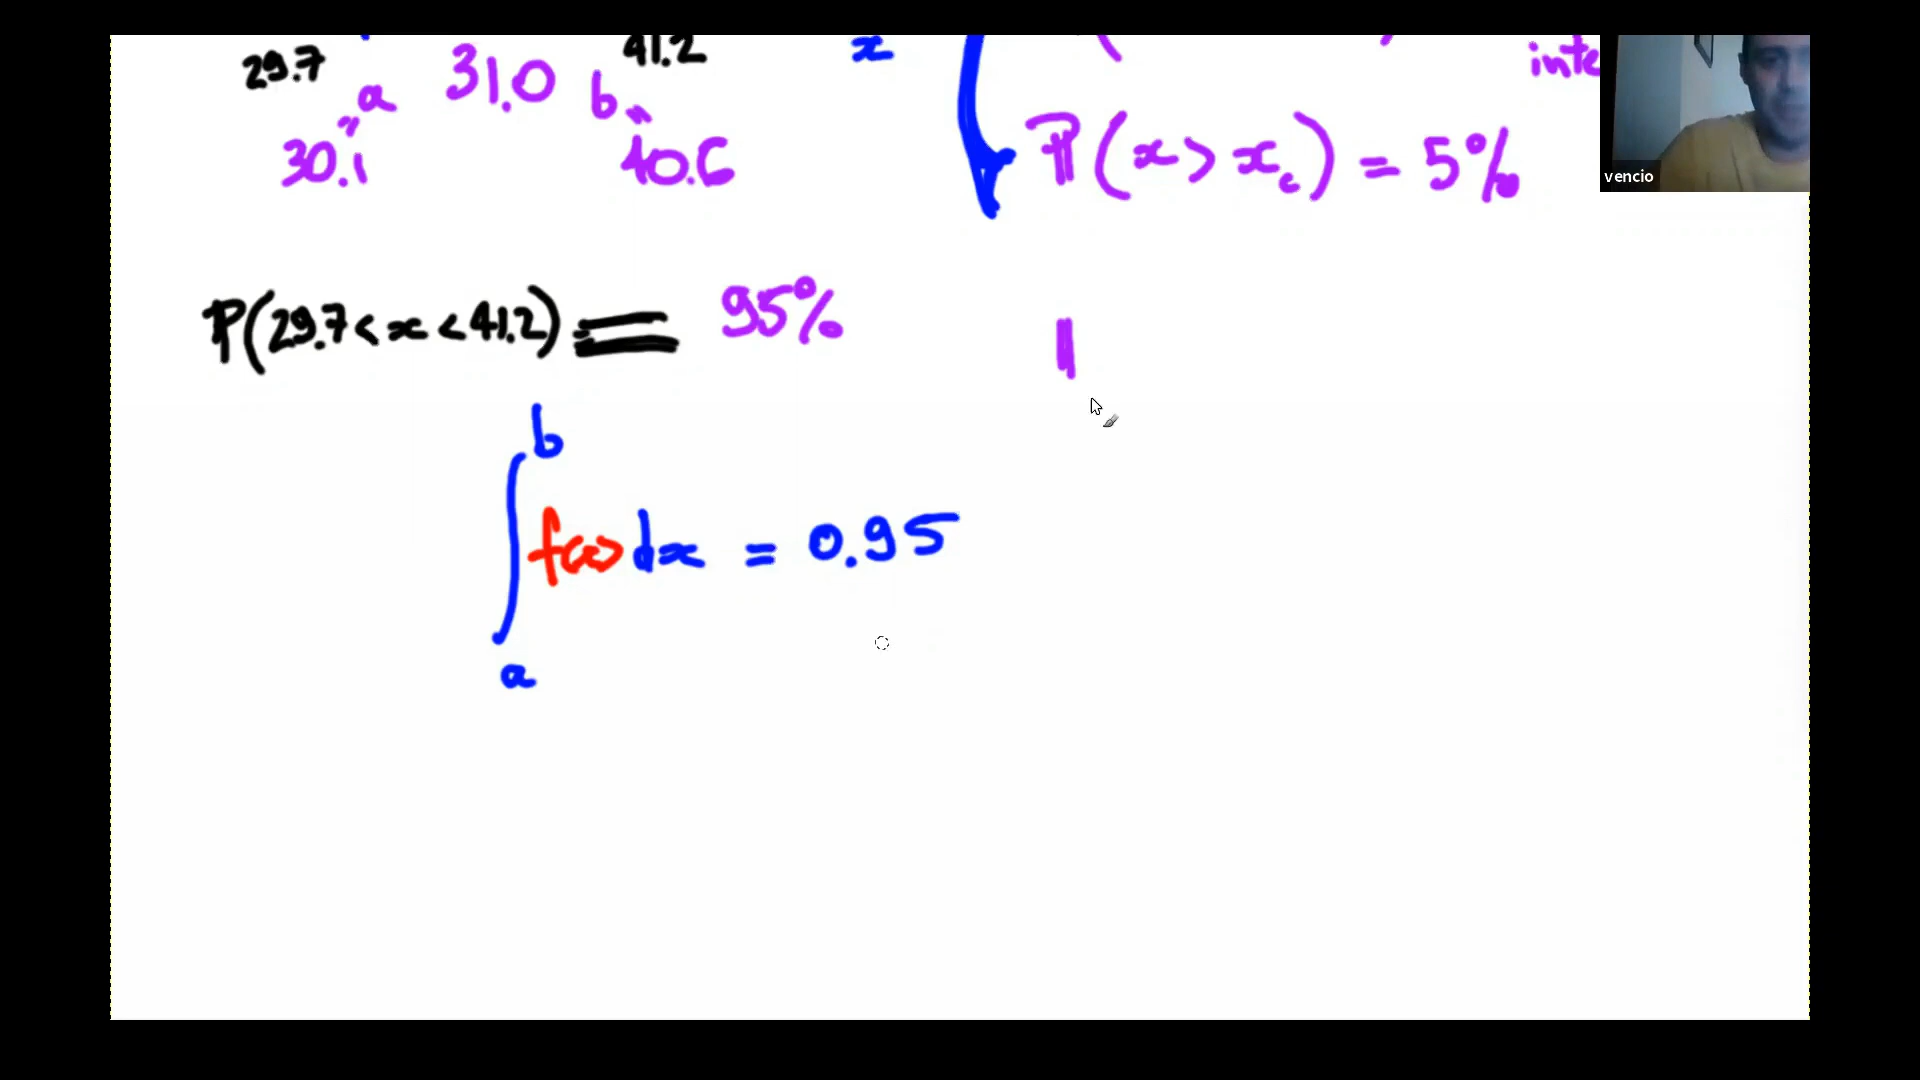 29.7 a 31.0 b 41.2 x
30.1 40.6
inte
P(x > x_c) = 5%
vencio
P(29.7 < x < 41.2) = 95%
∫_a^b f(x) dx = 0.95